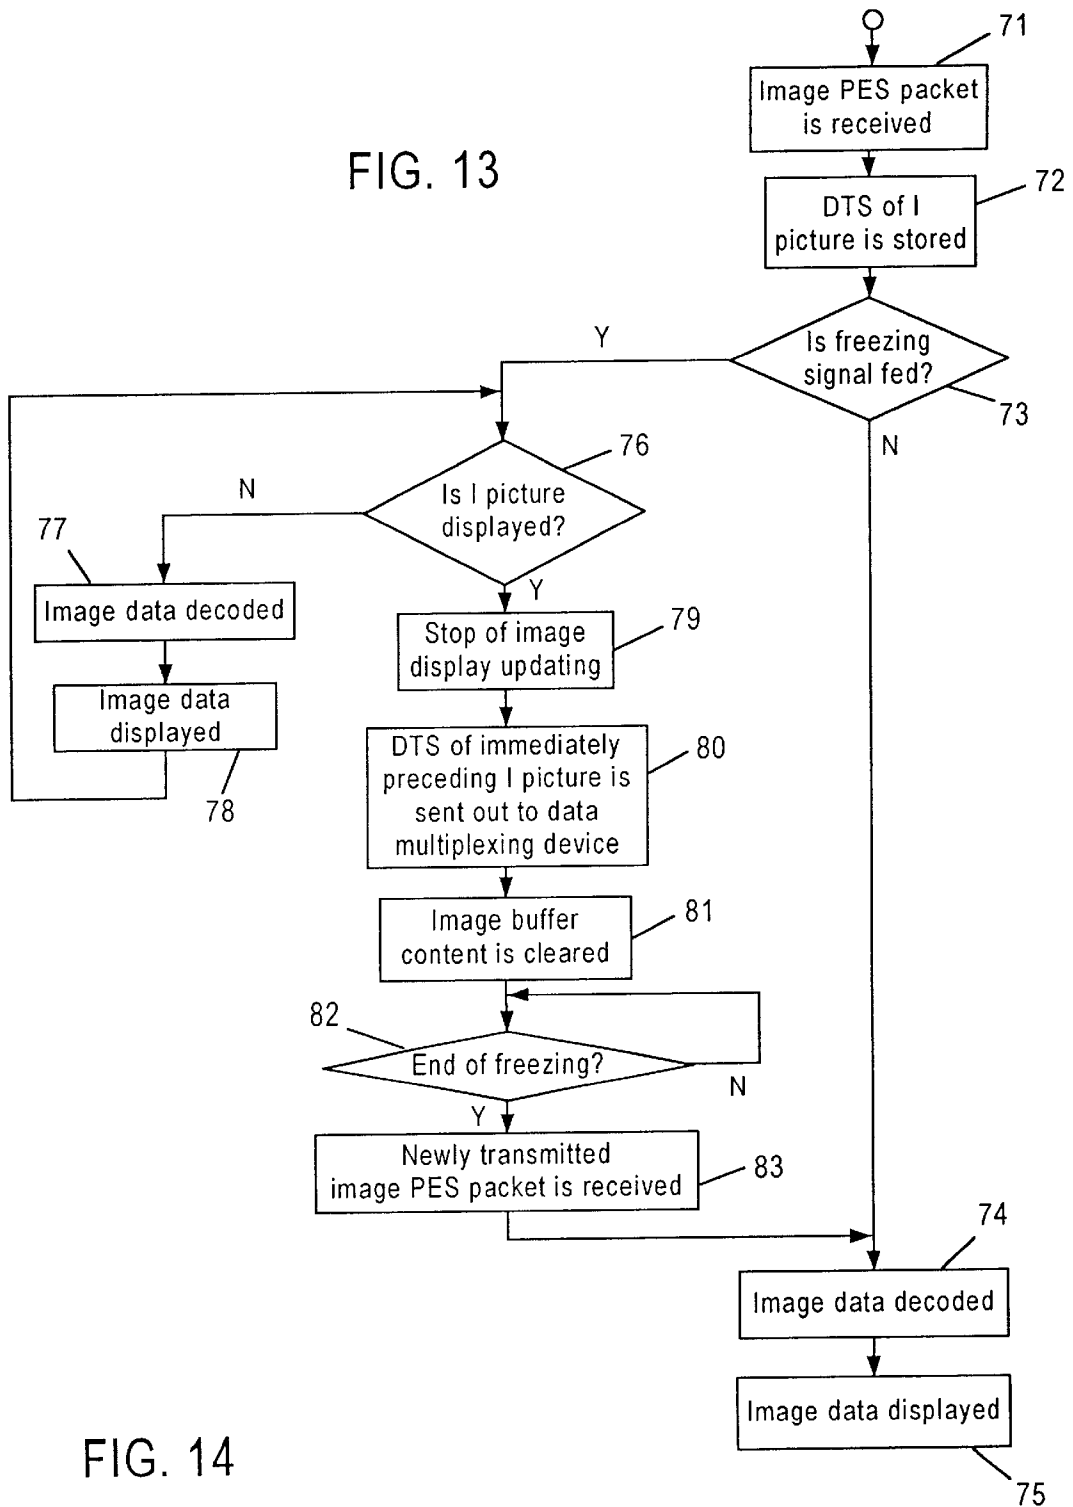 71
Image PES packet
is received
FIG. 13
72
DTS of I
picture is stored
Y
Is freezing
signal fed?
73
N
76
N
Is I picture
displayed?
77
Y
Image data decoded
79
Stop of image
display updating
Image data
displayed
78
80
DTS of immediately
preceding I picture is
sent out to data
multiplexing device
81
Image buffer
content is cleared
82
End of freezing?
N
Y
Newly transmitted
image PES packet is received
83
74
Image data decoded
Image data displayed
FIG. 14
75